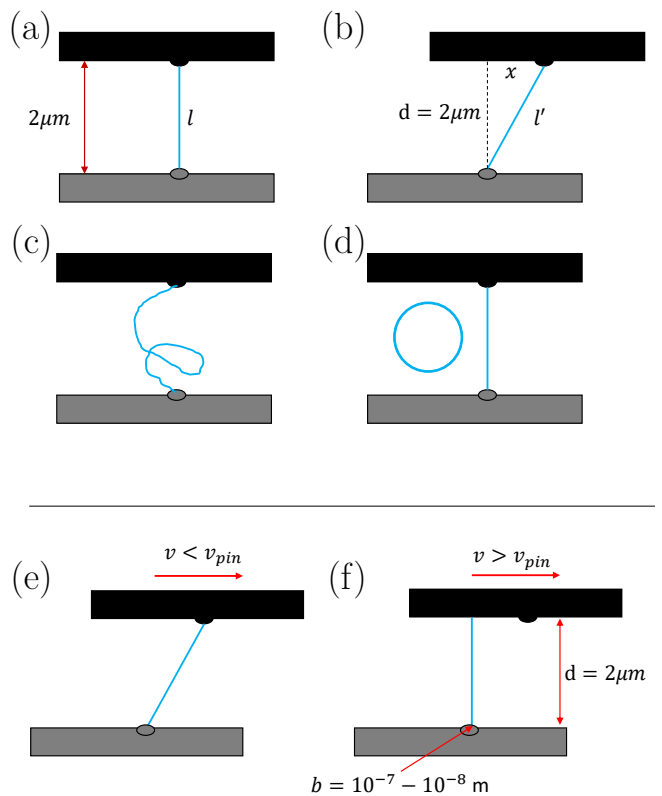 (a)
2μm
l
(b)
x
d = 2μm
l′
(c)
(d)
(e)
v < v_pin
(f)
v > v_pin
d = 2μm
b = 10⁻⁷ − 10⁻⁸ m